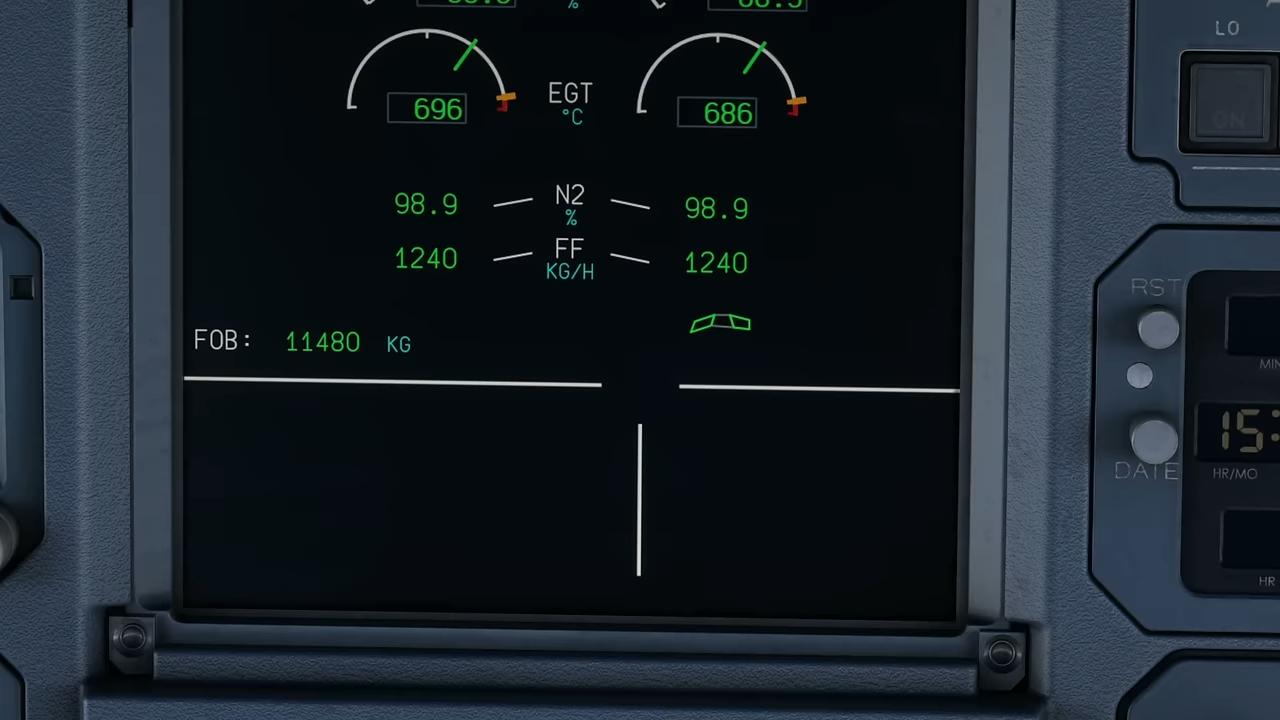 %
EGT
°C
696
686
98.9
N2
%
98.9
1240
FF
KG/H
1240
FOB: 11480 KG
LO
ON
RST
MIN
15:
HR/MO
DATE
HR